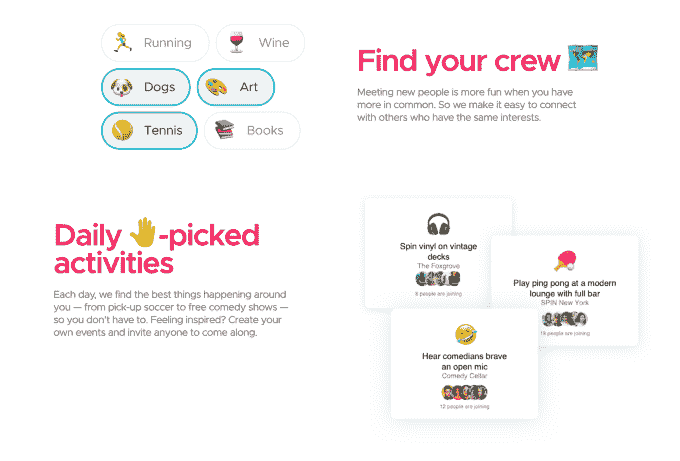 Running
Wine
Dogs
Art
Tennis
Books
Find your crew
Meeting new people is more fun when you have
more in common. So we make it easy to connect
with others who have the same interests.
Daily -picked
activities
Each day, we find the best things happening around
you — from pick-up soccer to free comedy shows —
so you don't have to. Feeling inspired? Create your
own events and invite anyone to come along.
Spin vinyl on vintage
decks
The Foxgrove
people are joining
Play ping pong at a modern
lounge with full bar
SPIN New York
people are joining
Hear comedians brave
an open mic
Comedy Cellar
12 people are joining